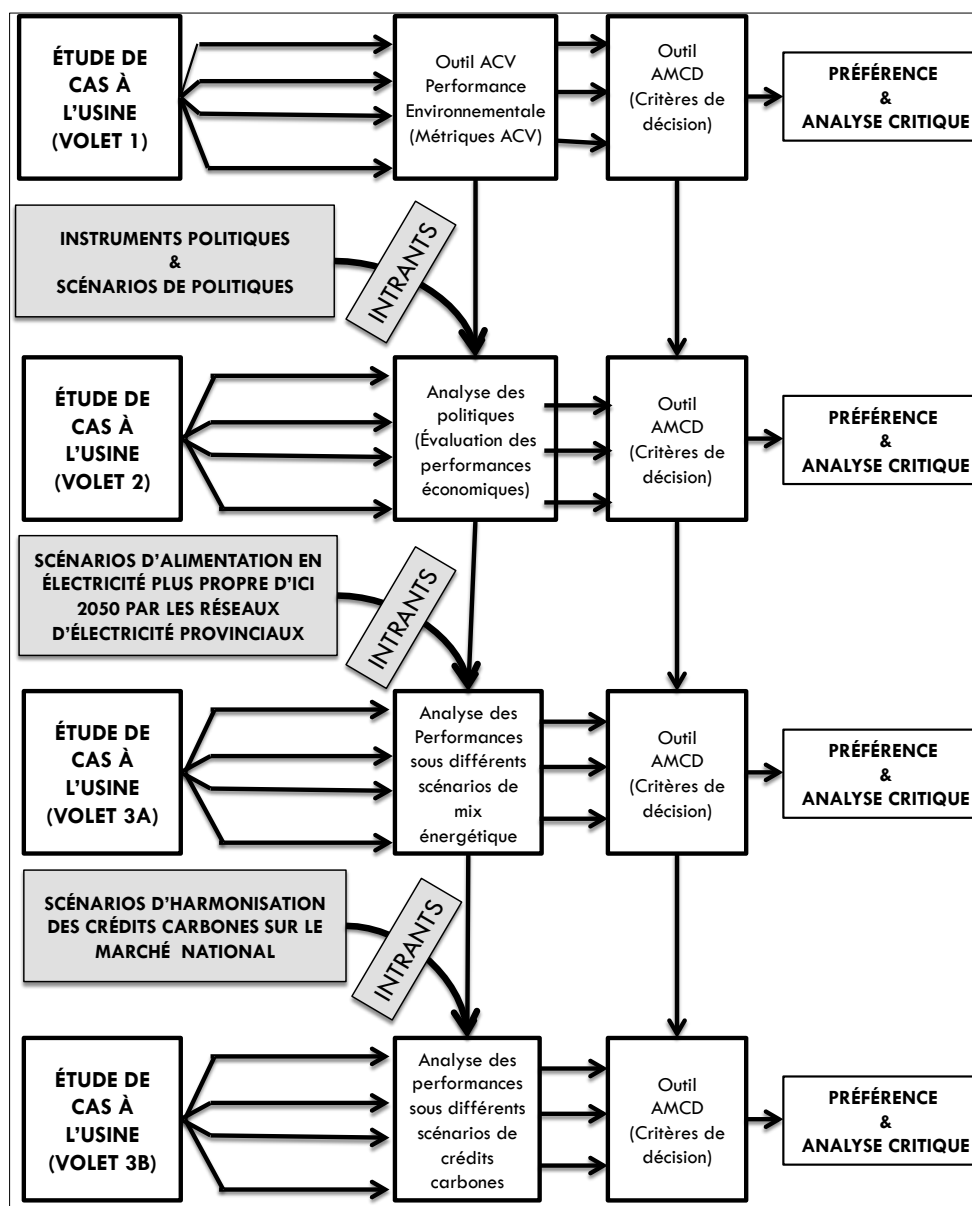 ÉTUDE DE
CAS À
L'USINE
(VOLET 1)
Outil ACV
Performance
Environnementale
(Métriques ACV)
Outil
AMCD
(Critères de
décision)
PRÉFÉRENCE
&
ANALYSE CRITIQUE
INSTRUMENTS POLITIQUES
&
SCÉNARIOS DE POLITIQUES
INTRANTS
ÉTUDE DE
CAS À
L'USINE
(VOLET 2)
Analyse des
politiques
(Évaluation des
performances
économiques)
Outil
AMCD
(Critères de
décision)
PRÉFÉRENCE
&
ANALYSE CRITIQUE
SCÉNARIOS D'ALIMENTATION EN
ÉLECTRICITÉ PLUS PROPRE D'ICI
2050 PAR LES RÉSEAUX
D'ÉLECTRICITÉ PROVINCIAUX
INTRANTS
ÉTUDE DE
CAS À
L'USINE
(VOLET 3A)
Analyse des
Performances
sous différents
scénarios de
mix
énergétique
Outil
AMCD
(Critères de
décision)
PRÉFÉRENCE
&
ANALYSE CRITIQUE
SCÉNARIOS D'HARMONISATION
DES CRÉDITS CARBONES SUR LE
MARCHÉ NATIONAL
INTRANTS
ÉTUDE DE
CAS À
L'USINE
(VOLET 3B)
Analyse des
performances
sous différents
scénarios de
crédits
carbones
Outil
AMCD
(Critères de
décision)
PRÉFÉRENCE
&
ANALYSE CRITIQUE